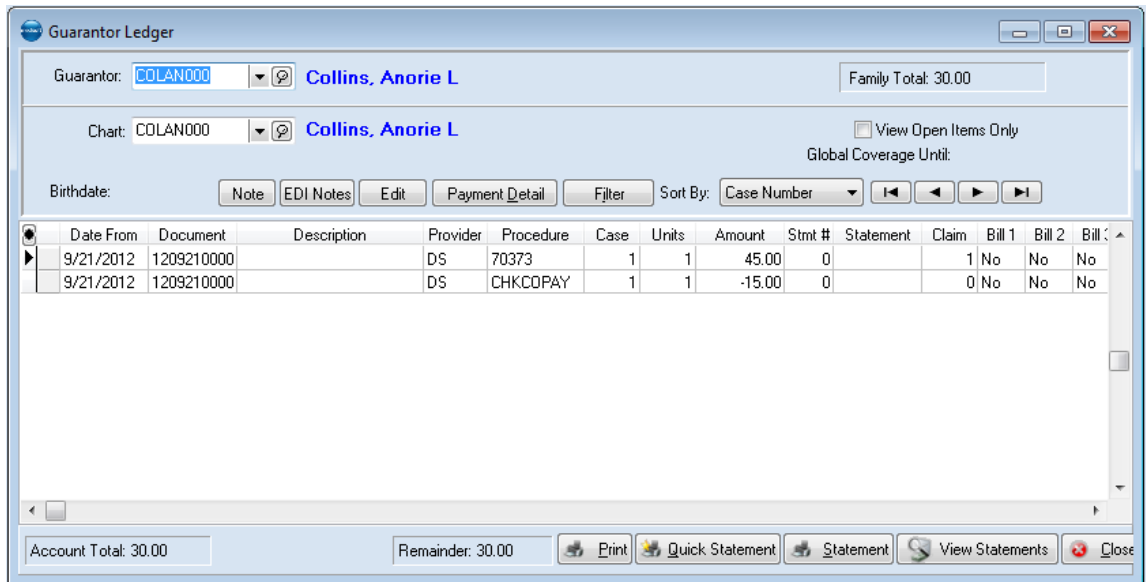 Guarantor Ledger
Guarantor: COLAN000 Collins, Anorie L Family Total: 30.00
Chart: COLAN000 Collins, Anorie L View Open Items Only
Global Coverage Until:
Birthdate: Note EDI Notes Edit Payment Detail Filter Sort By: Case Number
Date From Document Description Provider Procedure Case Units Amount Stmt # Statement Claim Bill 1 Bill 2 Bill
9/21/2012 1209210000 DS 70373 1 1 45.00 0 1 No No No
9/21/2012 1209210000 DS CHKCOPAY 1 1 -15.00 0 0 No No No
Account Total: 30.00 Remainder: 30.00 Print Quick Statement Statement View Statements Close